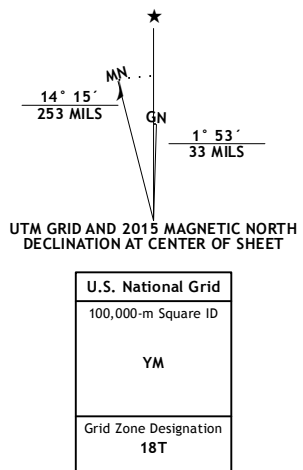 ★
MN
14° 15´
253 MILS
GN
1° 53´
33 MILS
UTM GRID AND 2015 MAGNETIC NORTH
DECLINATION AT CENTER OF SHEET
U.S. National Grid
100,000-m Square ID
YM
Grid Zone Designation
18T